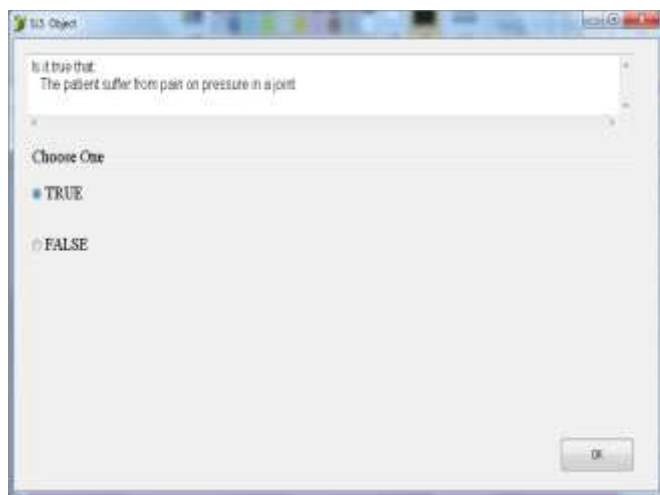 SL5 Object
Is it true that:
The patient suffer from pain on pressure in a joint
Choose One
TRUE
FALSE
OK